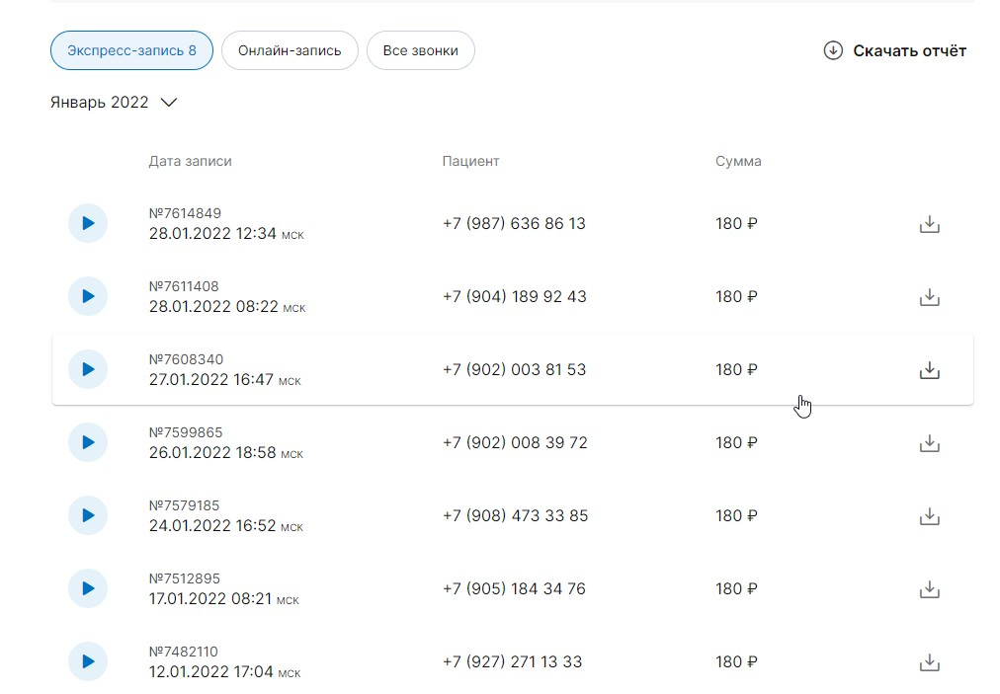 Экспресс-запись 8
Онлайн-запись
Все звонки
Скачать отчёт
Январь 2022
Дата записи
Пациент
Сумма
№7614849
28.01.2022 12:34 мск
+7 (987) 636 86 13
180 ₽
№7611408
28.01.2022 08:22 мск
+7 (904) 189 92 43
180 ₽
№7608340
27.01.2022 16:47 мск
+7 (902) 003 81 53
180 ₽
№7599865
26.01.2022 18:58 мск
+7 (902) 008 39 72
180 ₽
№7579185
24.01.2022 16:52 мск
+7 (908) 473 33 85
180 ₽
№7512895
17.01.2022 08:21 мск
+7 (905) 184 34 76
180 ₽
№7482110
12.01.2022 17:04 мск
+7 (927) 271 13 33
180 ₽